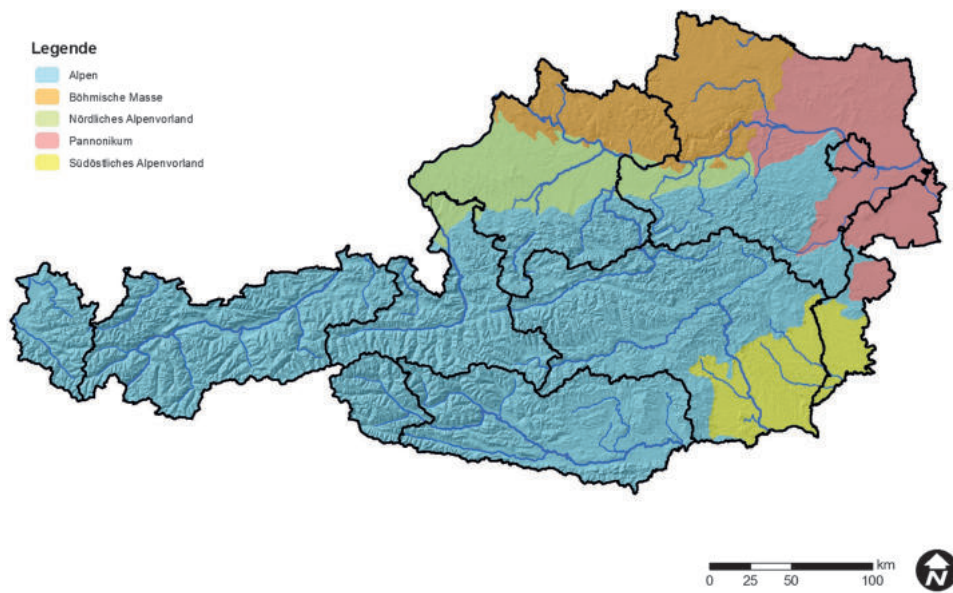 Legende
Alpen
Böhmische Masse
Nördliches Alpenvorland
Pannonikum
Südöstliches Alpenvorland
km
0 25 50 100
N